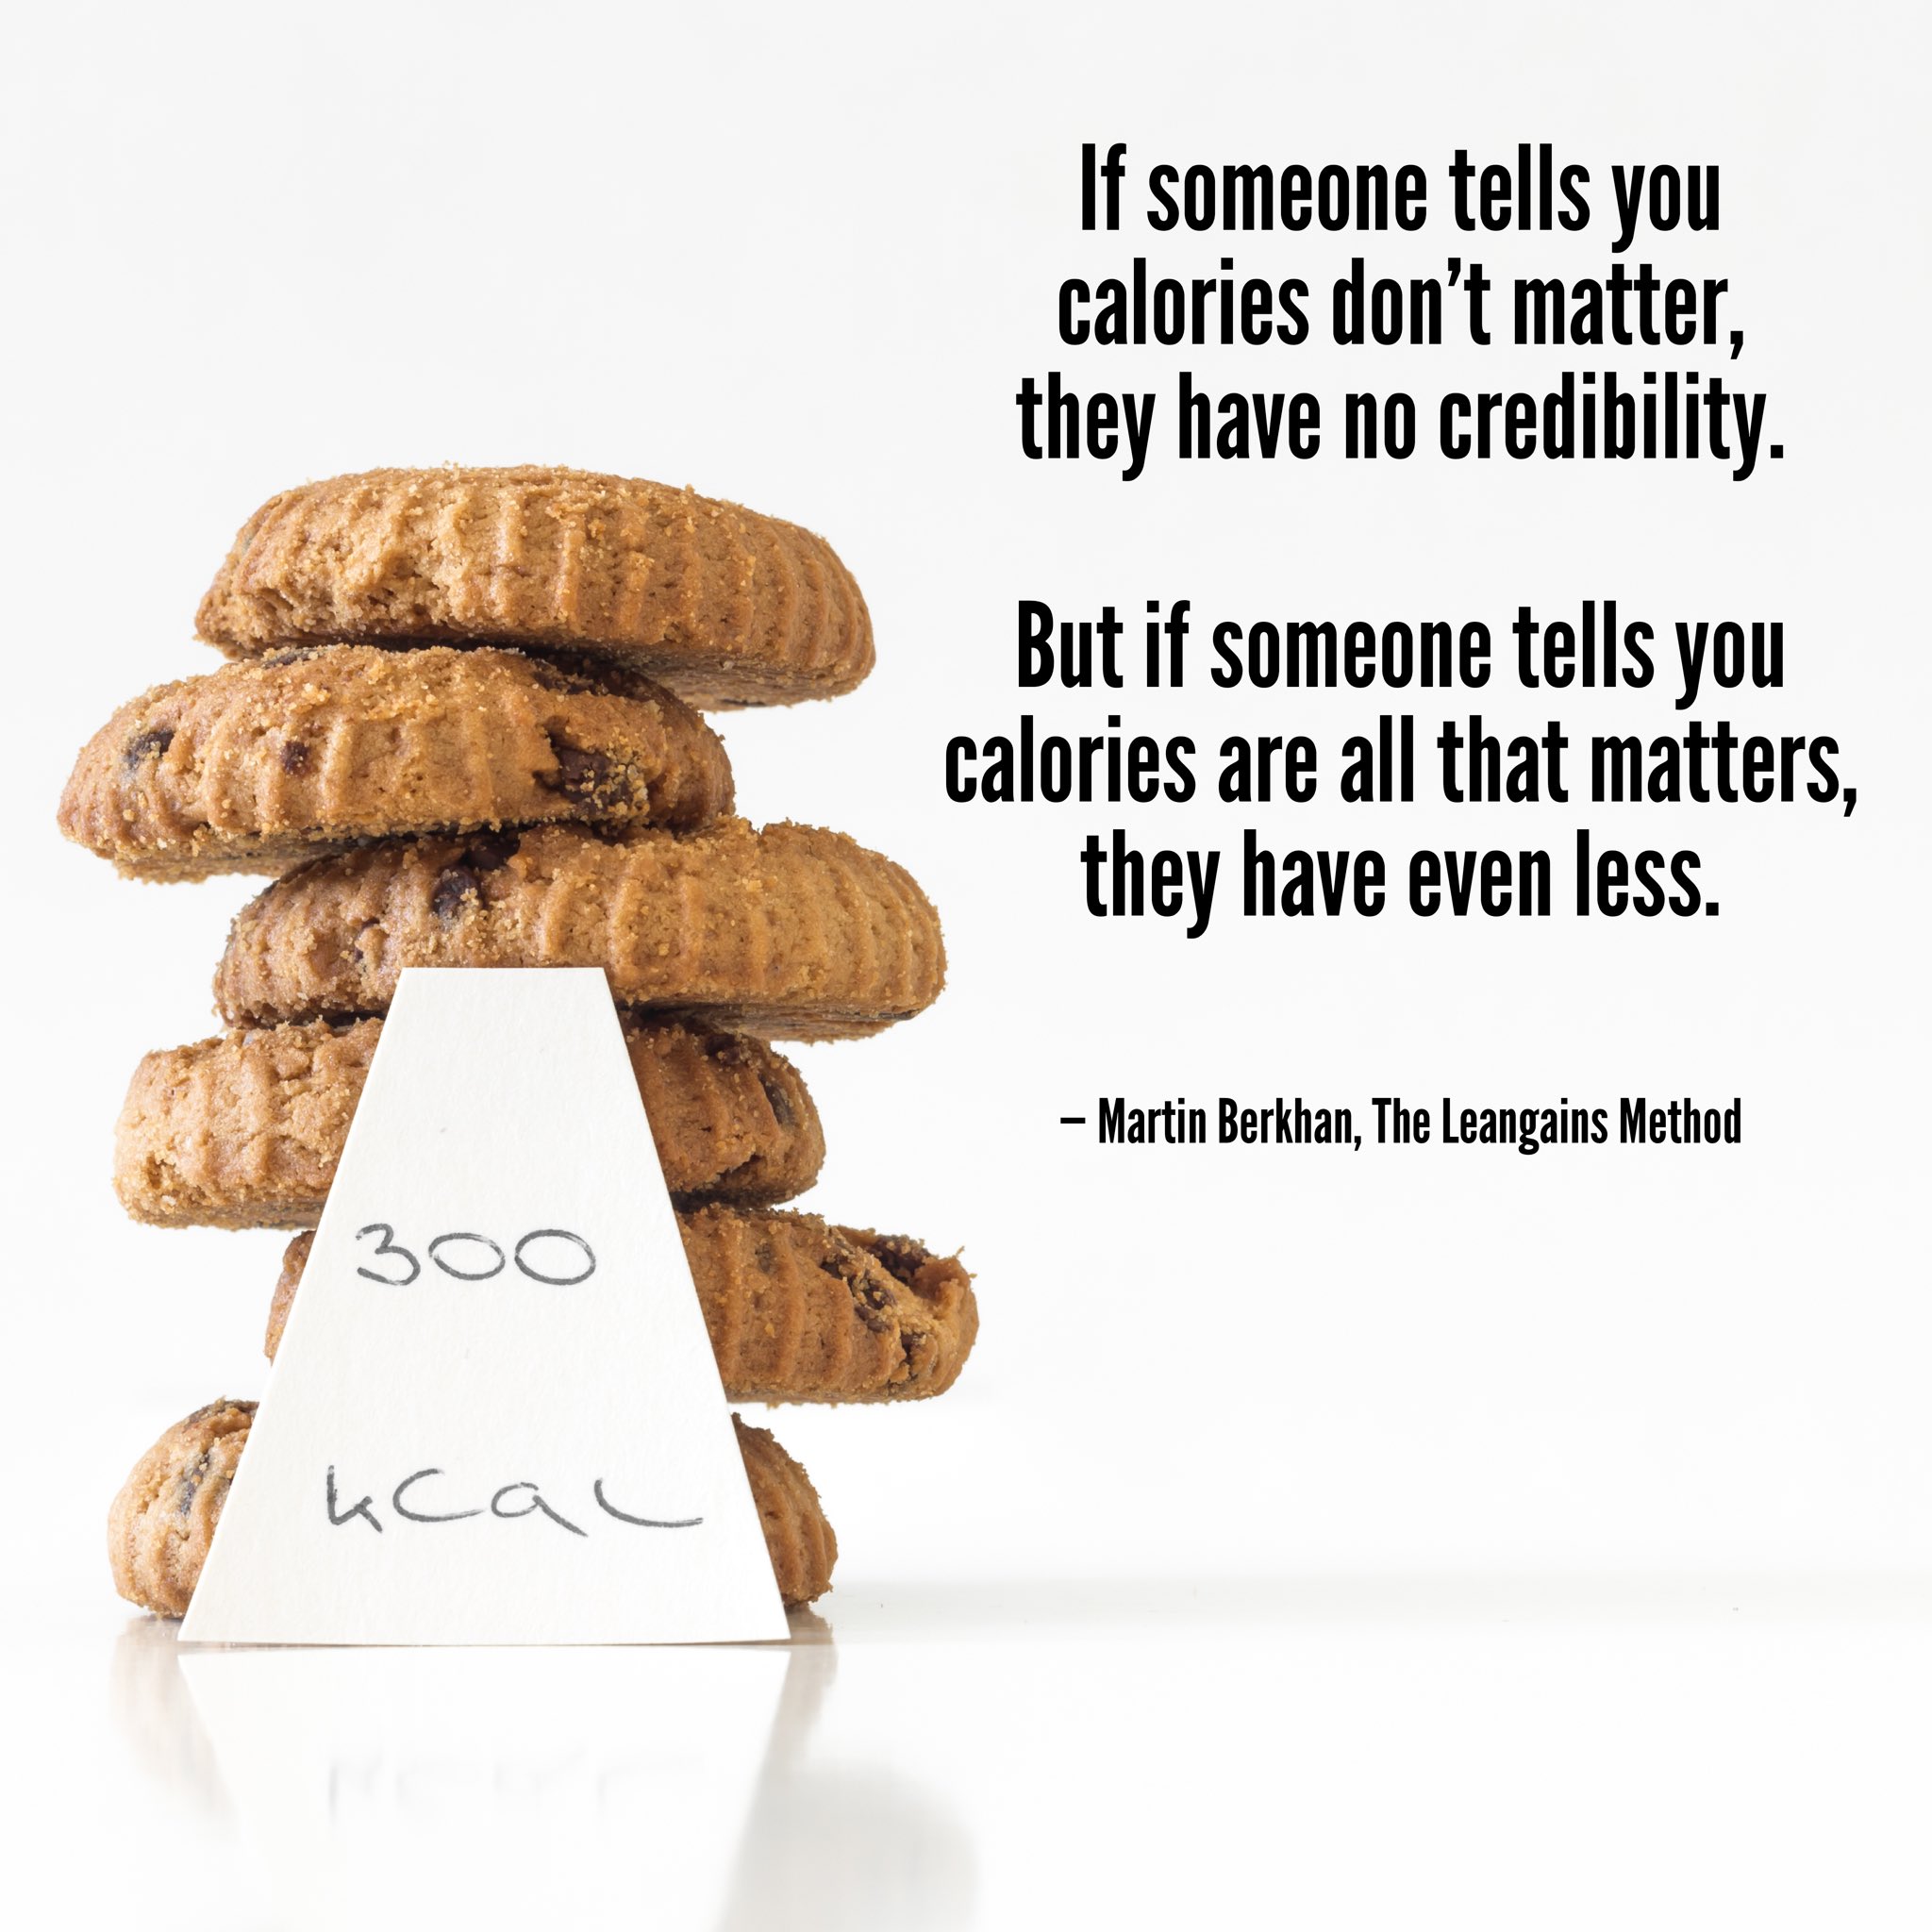 If someone tells you
calories don’t matter,
they have no credibility.
But if someone tells you
calories are all that matters,
they have even less.
– Martin Berkhan, The Leangains Method
300
kcal